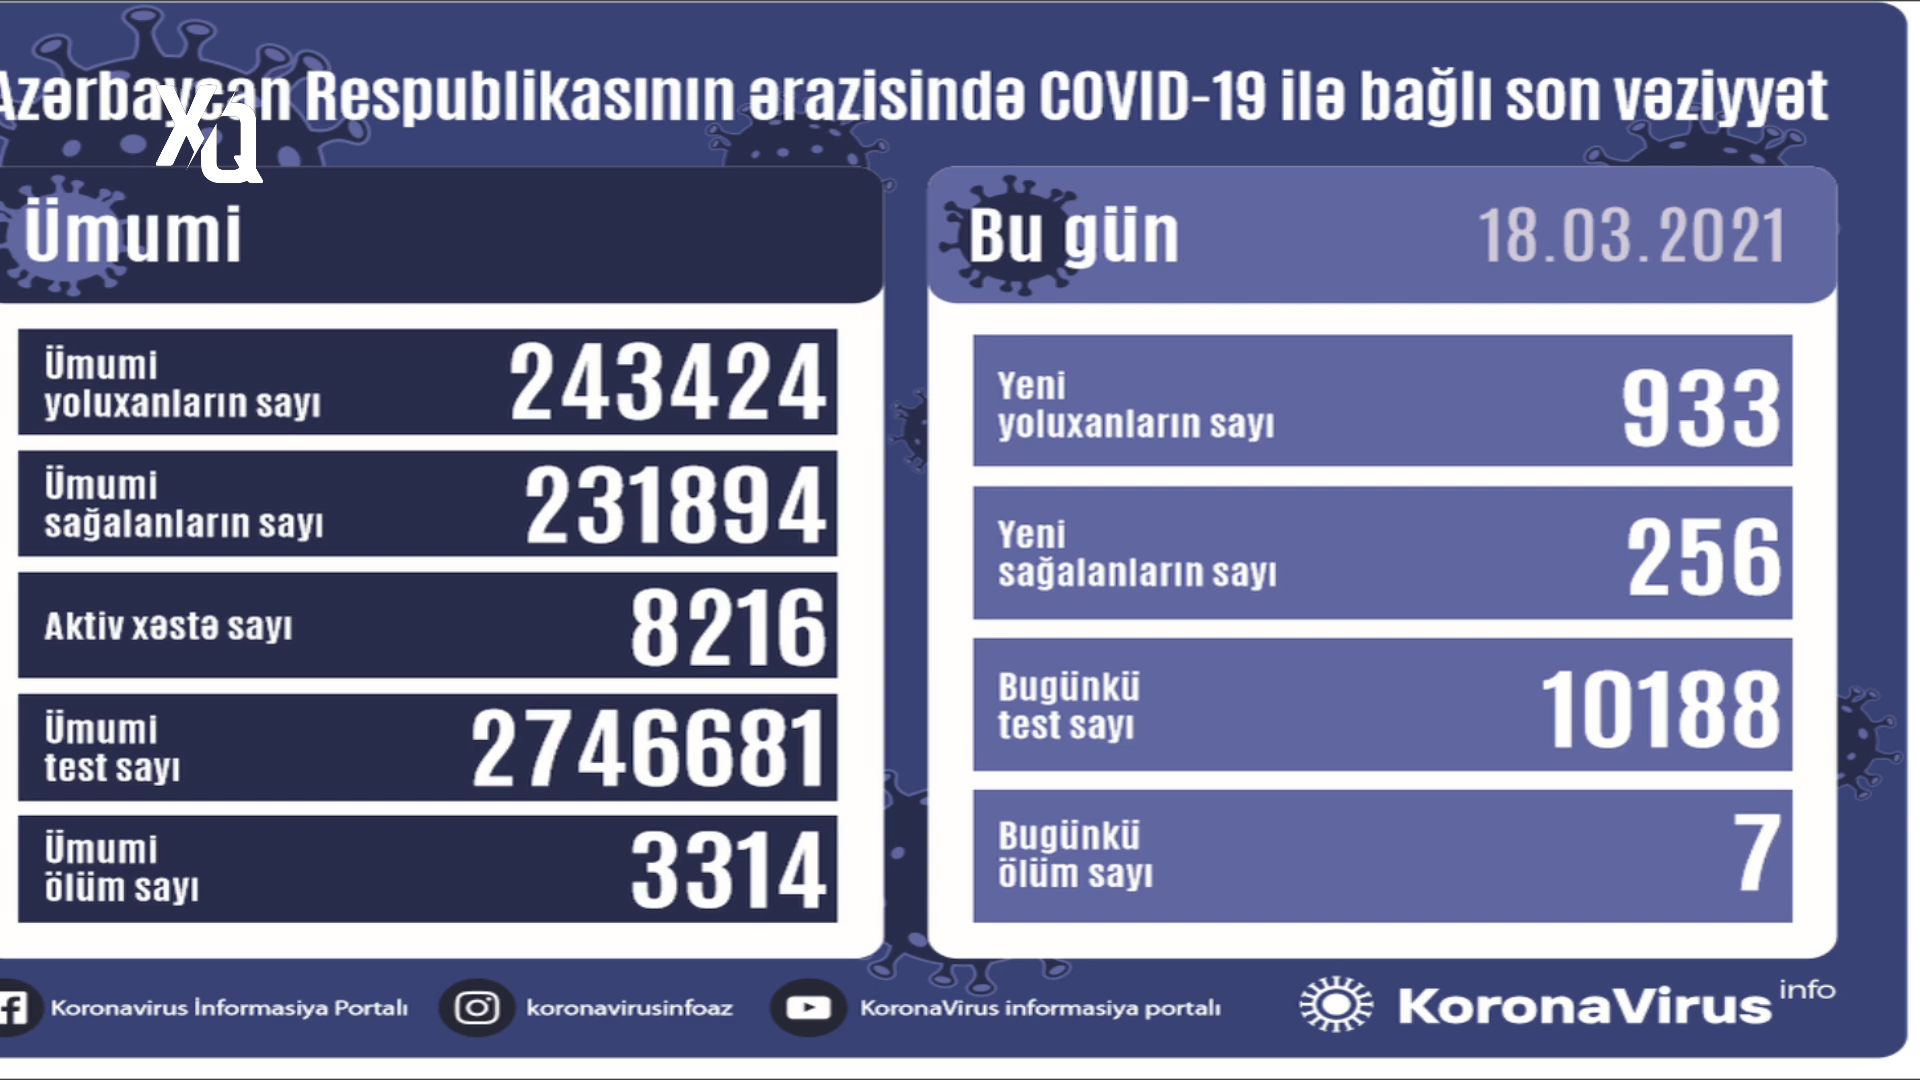 Azərbaycan Respublikasının ərazisində COVID-19 ilə bağlı son vəziyyət
XQ
Ümumi
Ümumi
yoluxanların sayı
243424
Ümumi
sağalanların sayı
231894
Aktiv xəstə sayı
8216
Ümumi
test sayı
2746681
Ümumi
ölüm sayı
3314
Bu gün
18.03.2021
Yeni
yoluxanların sayı
933
Yeni
sağalanların sayı
256
Bugünkü
test sayı
10188
Bugünkü
ölüm sayı
7
Koronavirus İnformasiya Portalı
koronavirusinfoaz
KoronaVirus informasiya portalı
KoronaVirus info